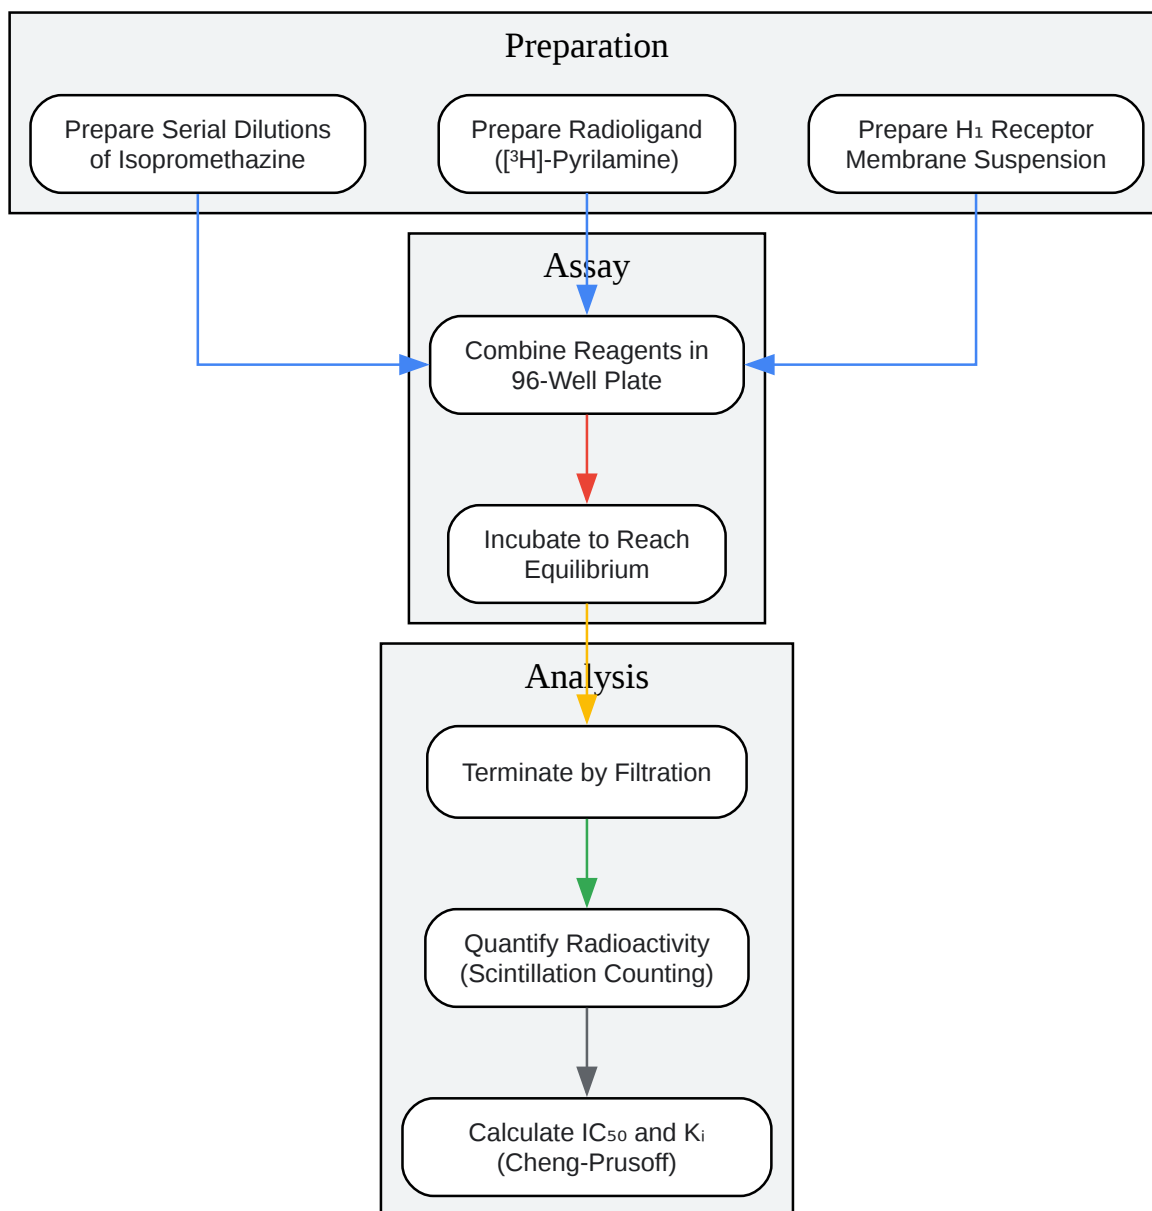 Preparation
Prepare Serial Dilutions
of Isopromethazine
Prepare Radioligand
([³H]-Pyrilamine)
Prepare H₁ Receptor
Membrane Suspension
Assay
Combine Reagents in
96-Well Plate
Incubate to Reach
Equilibrium
Analysis
Terminate by Filtration
Quantify Radioactivity
(Scintillation Counting)
Calculate IC₅₀ and Kᵢ
(Cheng-Prusoff)